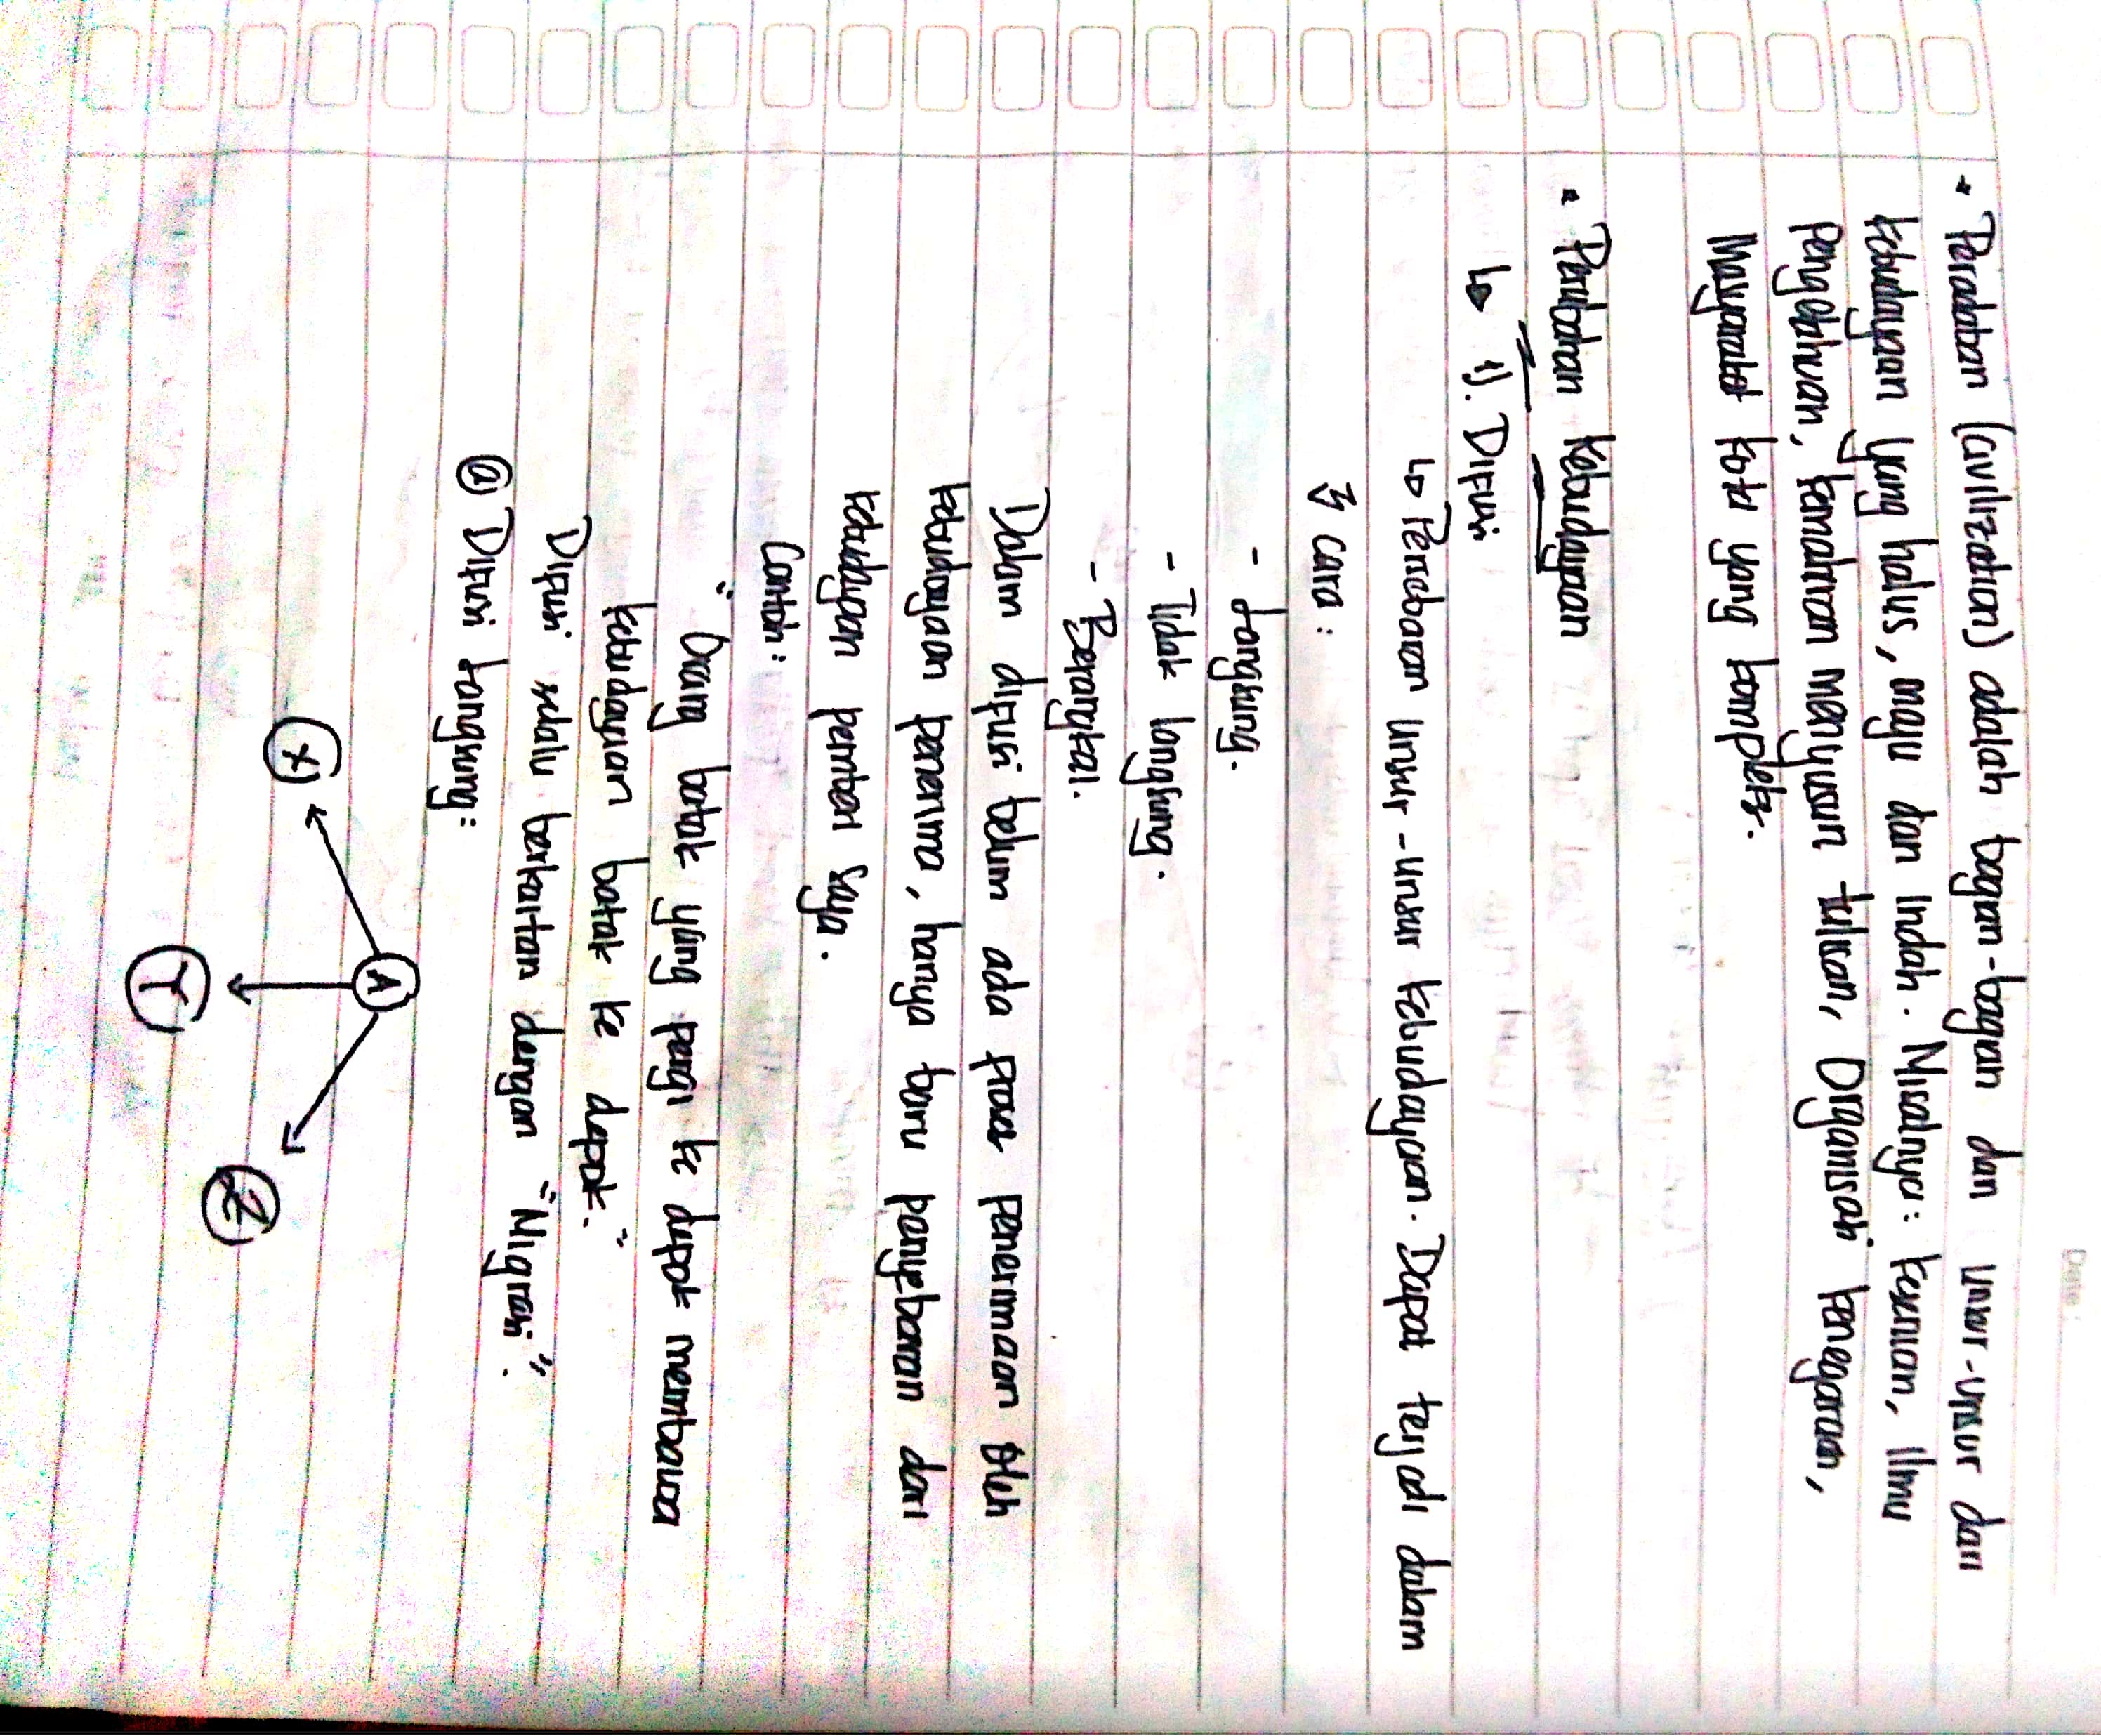 Date :
* Peradaban (civilization) adalah bagian-bagian dan unsur-unsur dari
kebudayaan yang halus, maju dan indah. Misalnya: kesenian, Ilmu
Pengetahuan, kemahiran menyusun tulisan, Organisasi kenegaraan,
Masyarakat kota yang kompleks.
* Perubahan Kebudayaan
↳ 1). Difusi
↳ Persebaran unsur-unsur kebudayaan. Dapat terjadi dalam
3 cara :
- Langsung.
- Tidak langsung.
- Berangkai.
Dalam difusi belum ada proses penerimaan oleh
kebudayaan penerima, hanya baru penyebaran dari
kebudayaan pemberi saja.
Contoh:
"Orang batak yang pergi ke depok membawa
kebudayaan batak ke depok."
Difusi selalu berkaitan dengan "Migrasi".
@ Difusi Langsung:
A
X
Y
Z